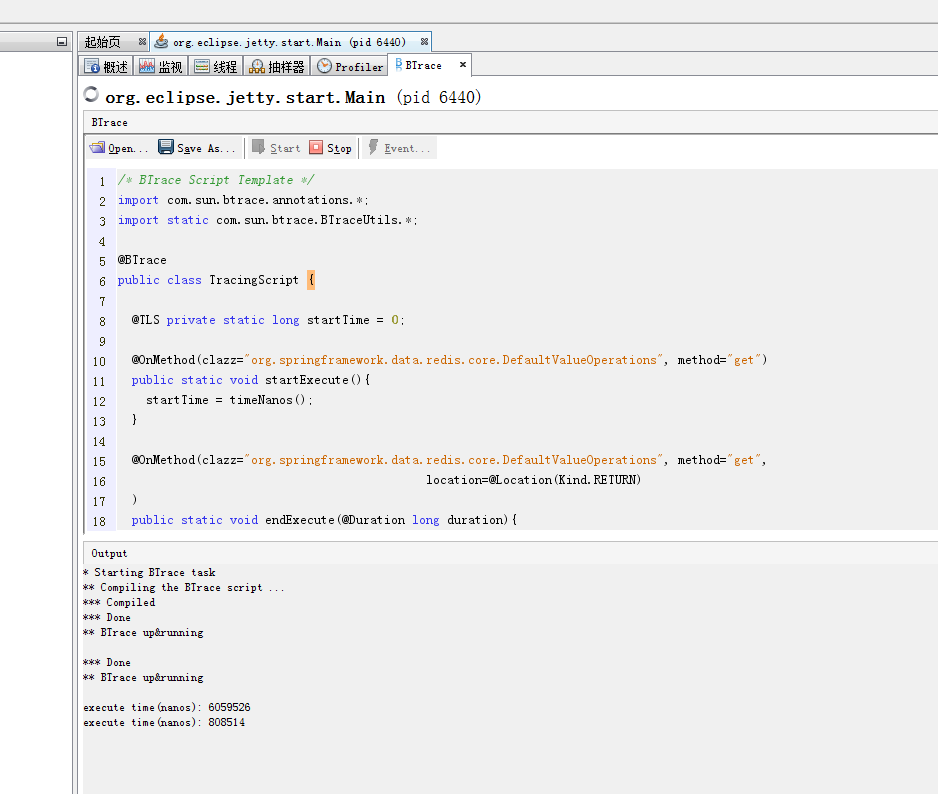 起始页
org.eclipse.jetty.start.Main (pid 6440)
概述 监视 线程 抽样器 Profiler BTrace
org.eclipse.jetty.start.Main (pid 6440)
BTrace
Open... Save As... Start Stop Event...
1 /* BTrace Script Template */
2 import com.sun.btrace.annotations.*;
3 import static com.sun.btrace.BTraceUtils.*;
4
5 @BTrace
6 public class TracingScript {
7
8 @TLS private static long startTime = 0;
9
10 @OnMethod(clazz="org.springframework.data.redis.core.DefaultValueOperations", method="get")
11 public static void startExecute(){
12 startTime = timeNanos();
13 }
14
15 @OnMethod(clazz="org.springframework.data.redis.core.DefaultValueOperations", method="get",
16 location=@Location(Kind.RETURN)
17 )
18 public static void endExecute(@Duration long duration){
Output
* Starting BTrace task
** Compiling the BTrace script ...
*** Compiled
*** Done
** BTrace up&running
*** Done
** BTrace up&running
execute time(nanos): 6059526
execute time(nanos): 808514